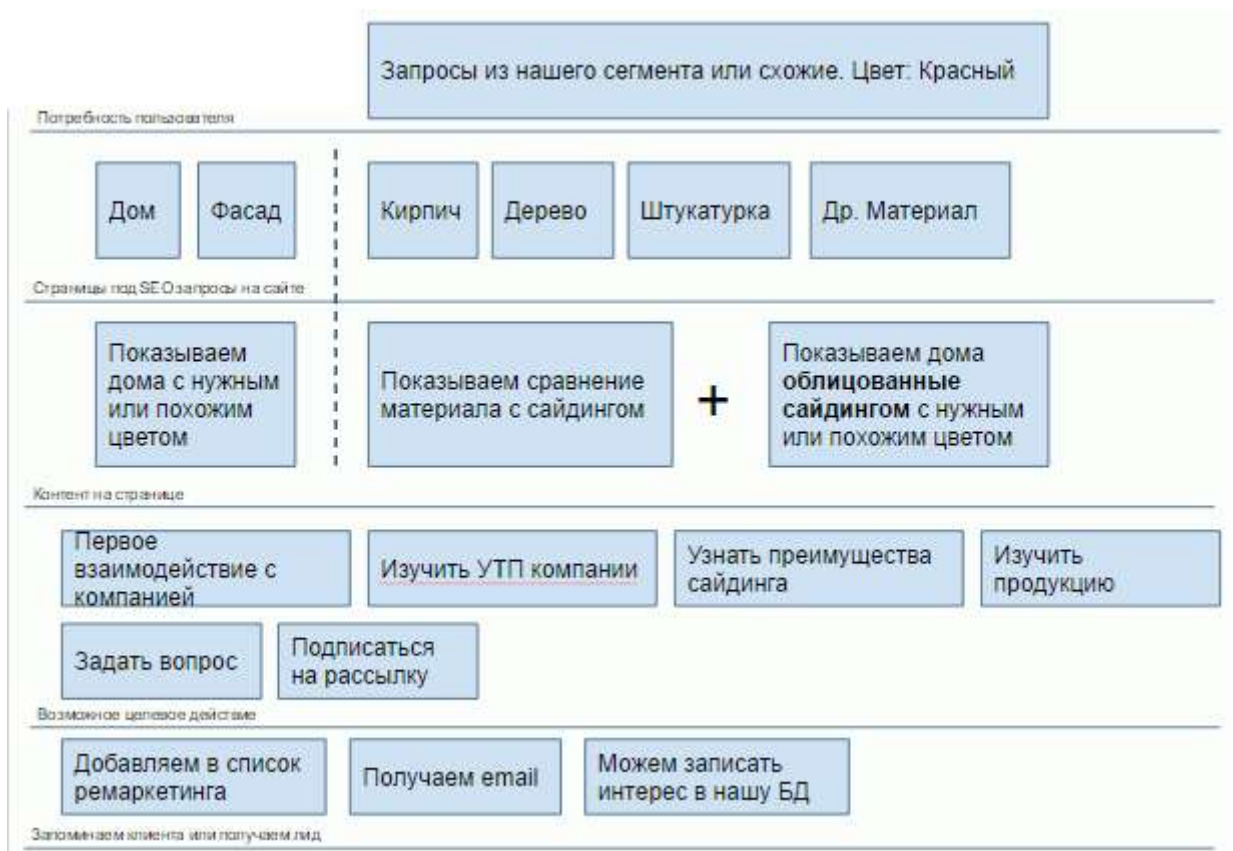 Запросы из нашего сегмента или схожие. Цвет: Красный
Потребность пользователя
Дом
Фасад
Кирпич
Дерево
Штукатурка
Др. Материал
Страницы под SEO запросы на сайте
Показываем
дома с нужным
или похожим
цветом
Показываем сравнение
материала с сайдингом
+
Показываем дома
облицованные
сайдингом с нужным
или похожим цветом
Контент на странице
Первое
взаимодействие с
компанией
Изучить УТП компании
Узнать преимущества
сайдинга
Изучить
продукцию
Задать вопрос
Подписаться
на рассылку
Возможное целевое действие
Добавляем в список
ремаркетинга
Получаем email
Можем записать
интерес в нашу БД
Запоминаем клиента или получаем лид